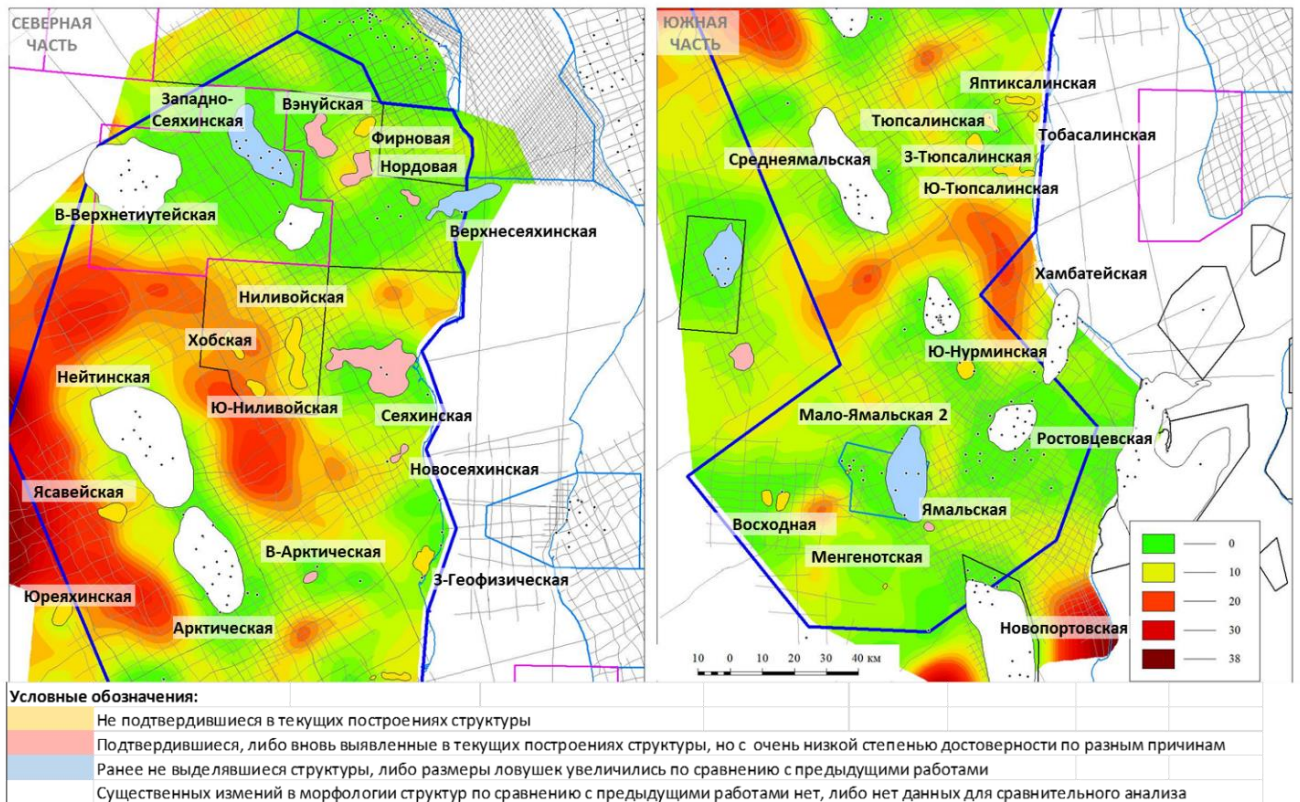 СЕВЕРНАЯ
ЧАСТЬ
Западно-
Сеяхинская
Вэнуйская
Фирновая
Нордовая
В-Верхнетиутейская
Верхнесеяхинская
Ниливойская
Хобская
Нейтинская
Ю-Ниливойская
Сеяхинская
Новосеяхинская
Ясавейская
В-Арктическая
З-Геофизическая
Юреяхинская
Арктическая
ЮЖНАЯ
ЧАСТЬ
Яптиксалинская
Тюпсалинская
Тобасалинская
Среднеямальская
З-Тюпсалинская
Ю-Тюпсалинская
Хамбатейская
Ю-Нурминская
Мало-Ямальская 2
Ростовцевская
Ямальская
Восходная
Менгенотская
Новопортовская
0
10
20
30
38
10 0 10 20 30 40 км
Условные обозначения:
Не подтвердившиеся в текущих построениях структуры
Подтвердившиеся, либо вновь выявленные в текущих построениях структуры, но с очень низкой степенью достоверности по разным причинам
Ранее не выделявшиеся структуры, либо размеры ловушек увеличились по сравнению с предыдущими работами
Существенных измений в морфологии структур по сравнению с предыдущими работами нет, либо нет данных для сравнительного анализа